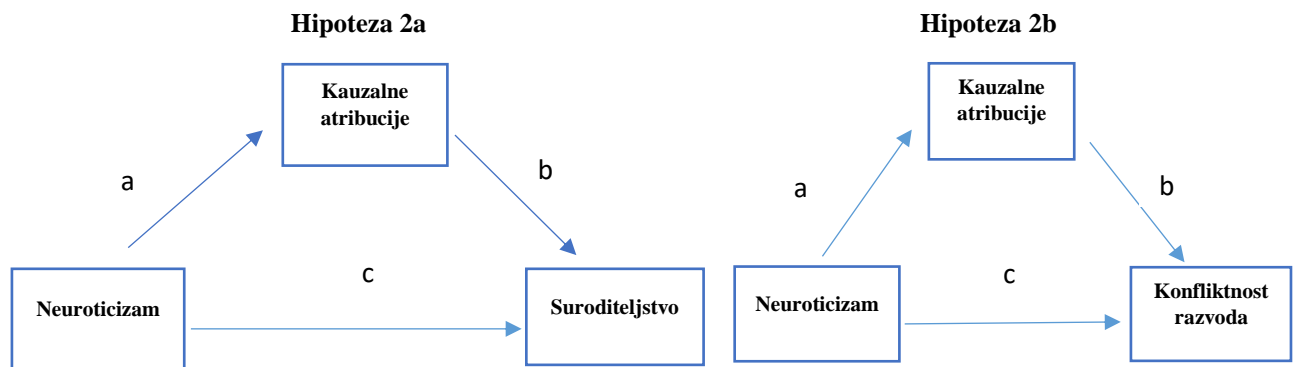 Hipoteza 2a
Kauzalne
atribucije
a
b
c
Neuroticizam
Suroditeljstvo
Hipoteza 2b
Kauzalne
atribucije
a
b
c
Neuroticizam
Konfliktnost
razvoda